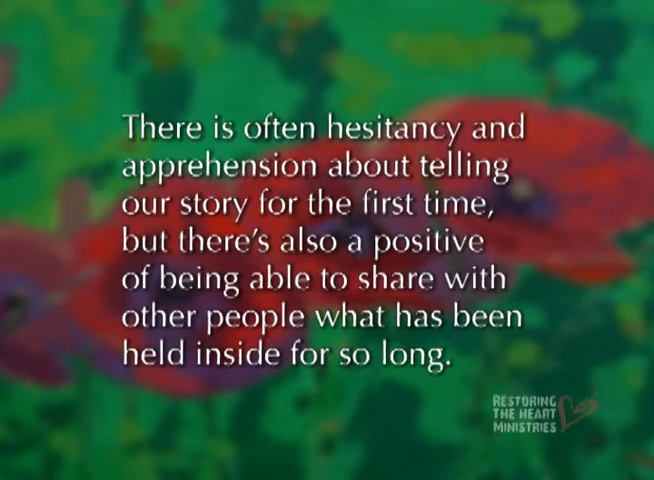 There is often hesitancy and
apprehension about telling
our story for the first time,
but there's also a positive
of being able to share with
other people what has been
held inside for so long.
RESTORING
THE HEART
MINISTRIES